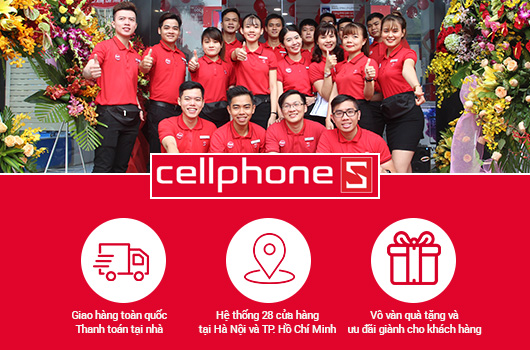 cellphone S
Giao hàng toàn quốc
Thanh toán tại nhà
Hệ thống 28 cửa hàng
tại Hà Nội và TP. Hồ Chí Minh
Vô vàn quà tặng và
ưu đãi giành cho khách hàng